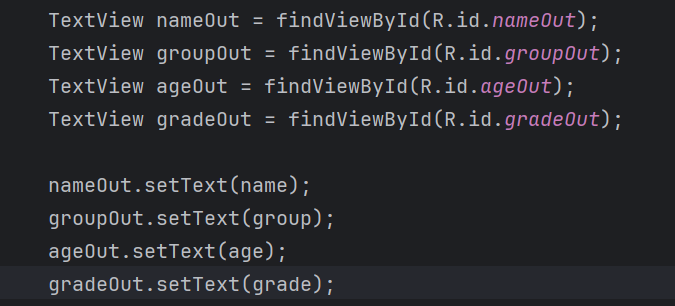 TextView nameOut = findViewById(R.id.nameOut);
TextView groupOut = findViewById(R.id.groupOut);
TextView ageOut = findViewById(R.id.ageOut);
TextView gradeOut = findViewById(R.id.gradeOut);
nameOut.setText(name);
groupOut.setText(group);
ageOut.setText(age);
gradeOut.setText(grade);